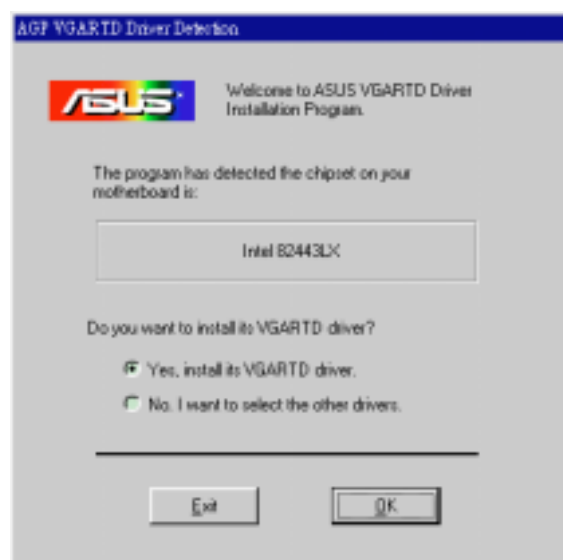 AGP VGARTD Driver Detection
ASUS
Welcome to ASUS VGARTD Driver
Installation Program.
The program has detected the chipset on your
motherboard is:
Intel 82443LX
Do you want to install its VGARTD driver?
Yes, install its VGARTD driver.
No. I want to select the other drivers.
Exit
OK